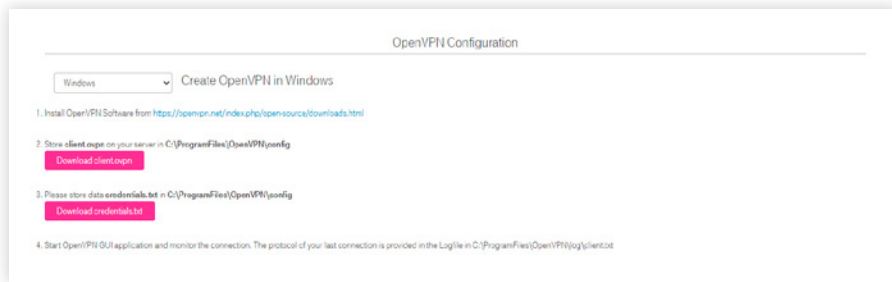 OpenVPN Configuration
Windows
Create OpenVPN in Windows
1. Install OpenVPN Software from https://openvpn.net/index.php/open-source/downloads.html
2. Store client.ovpn on your server in C:\ProgramFiles\OpenVPN\config
Download client.ovpn
3. Please store data credentials.txt in C:\ProgramFiles\OpenVPN\config
Download credentials.txt
4. Start OpenVPN GUI application and monitor the connection. The protocol of your last connection is provided in the Logfile in C:\ProgramFiles\OpenVPN\log\client.txt